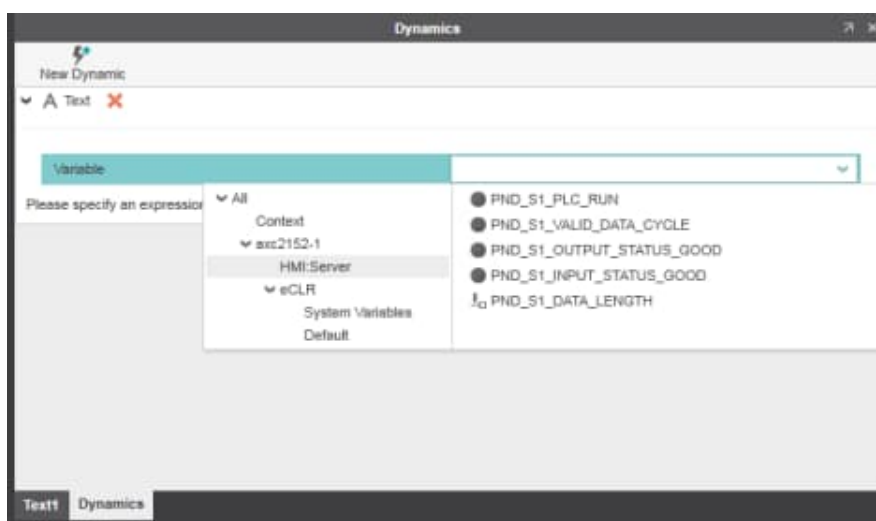 Dynamics
New Dynamic
A Text
Variable
Please specify an expression
All
Context
axc2152-1
HMI:Server
eCLR
System Variables
Default
PND_S1_PLC_RUN
PND_S1_VALID_DATA_CYCLE
PND_S1_OUTPUT_STATUS_GOOD
PND_S1_INPUT_STATUS_GOOD
PND_S1_DATA_LENGTH
Text1 Dynamics